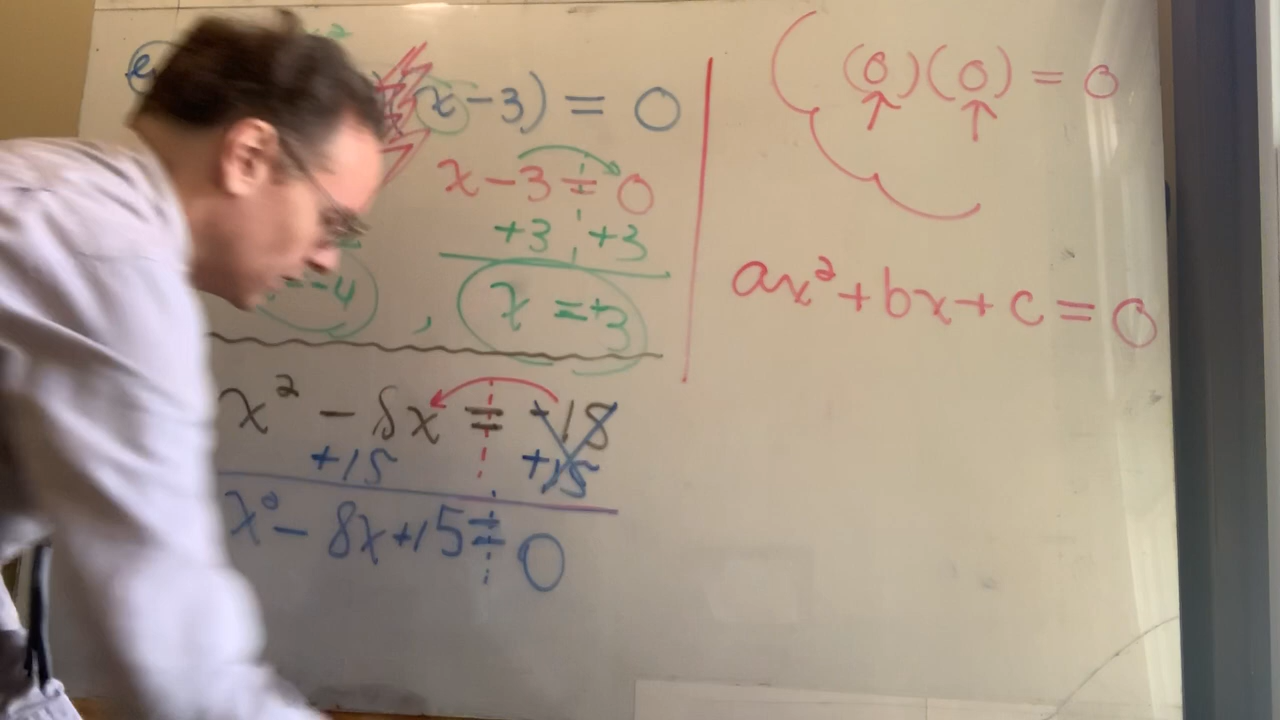 x - 3) = 0
x - 3 = 0
+3 +3
= -4 , x = +3
x² - 8x = -18
+15 +15
x² - 8x + 15 = 0
(0)(0) = 0
ax² + bx + c = 0